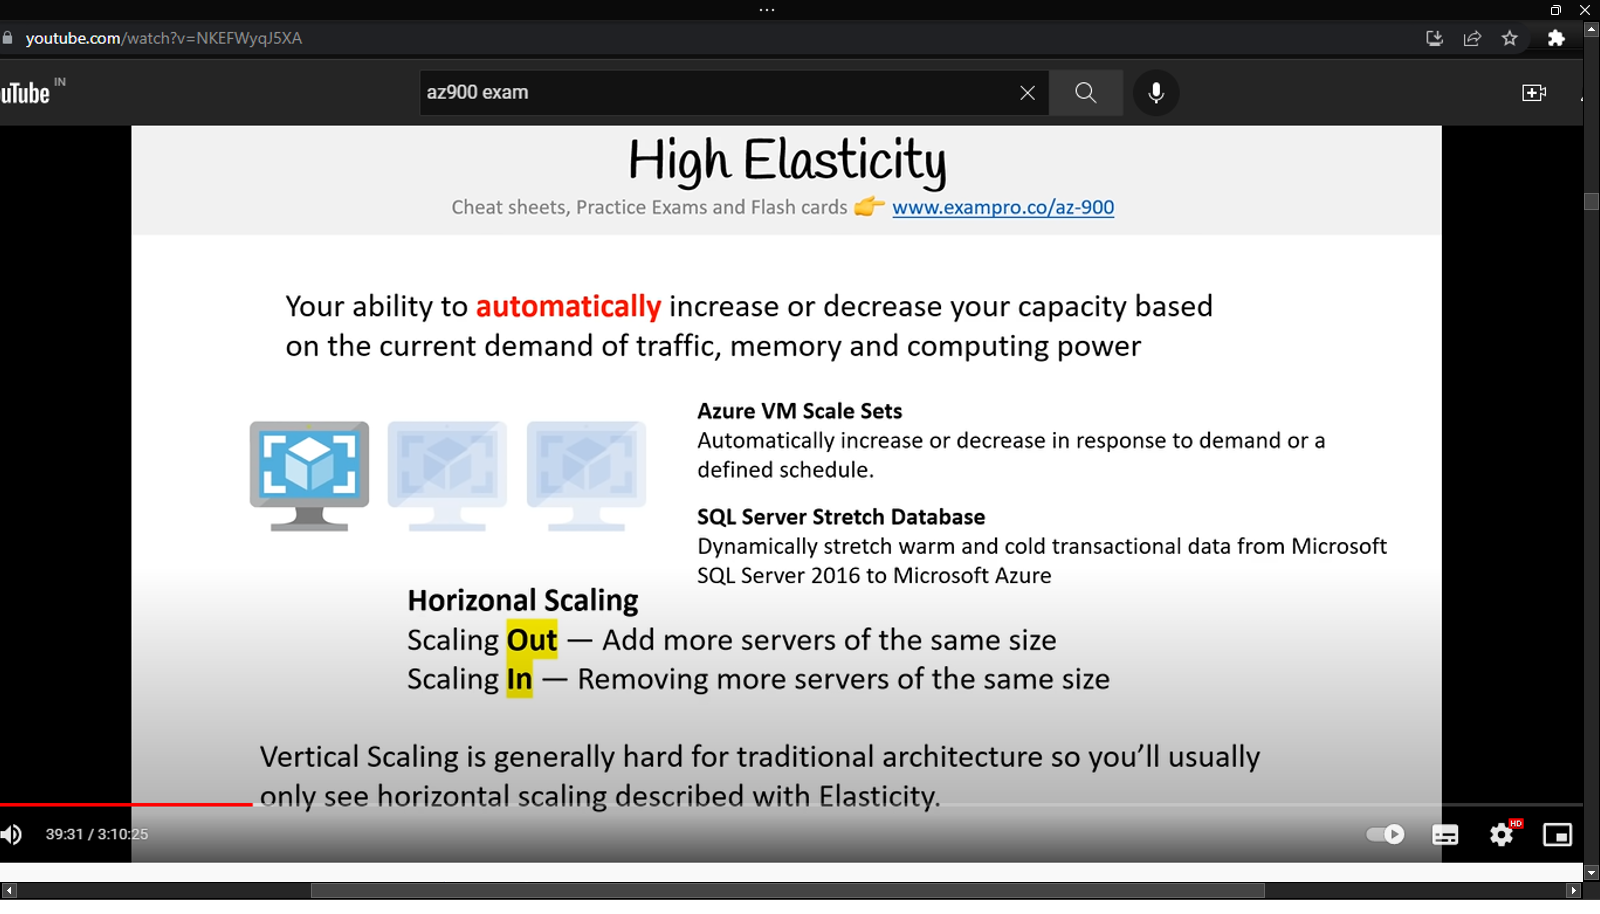 youtube.com/watch?v=NKEFWyqJ5XA
uTube IN
az900 exam
High Elasticity
Cheat sheets, Practice Exams and Flash cards 👉 www.exampro.co/az-900
Your ability to automatically increase or decrease your capacity based
on the current demand of traffic, memory and computing power
Azure VM Scale Sets
Automatically increase or decrease in response to demand or a
defined schedule.
SQL Server Stretch Database
Dynamically stretch warm and cold transactional data from Microsoft
SQL Server 2016 to Microsoft Azure
Horizonal Scaling
Scaling Out — Add more servers of the same size
Scaling In — Removing more servers of the same size
Vertical Scaling is generally hard for traditional architecture so you’ll usually
only see horizontal scaling described with Elasticity.
39:31 / 3:10:25
HD